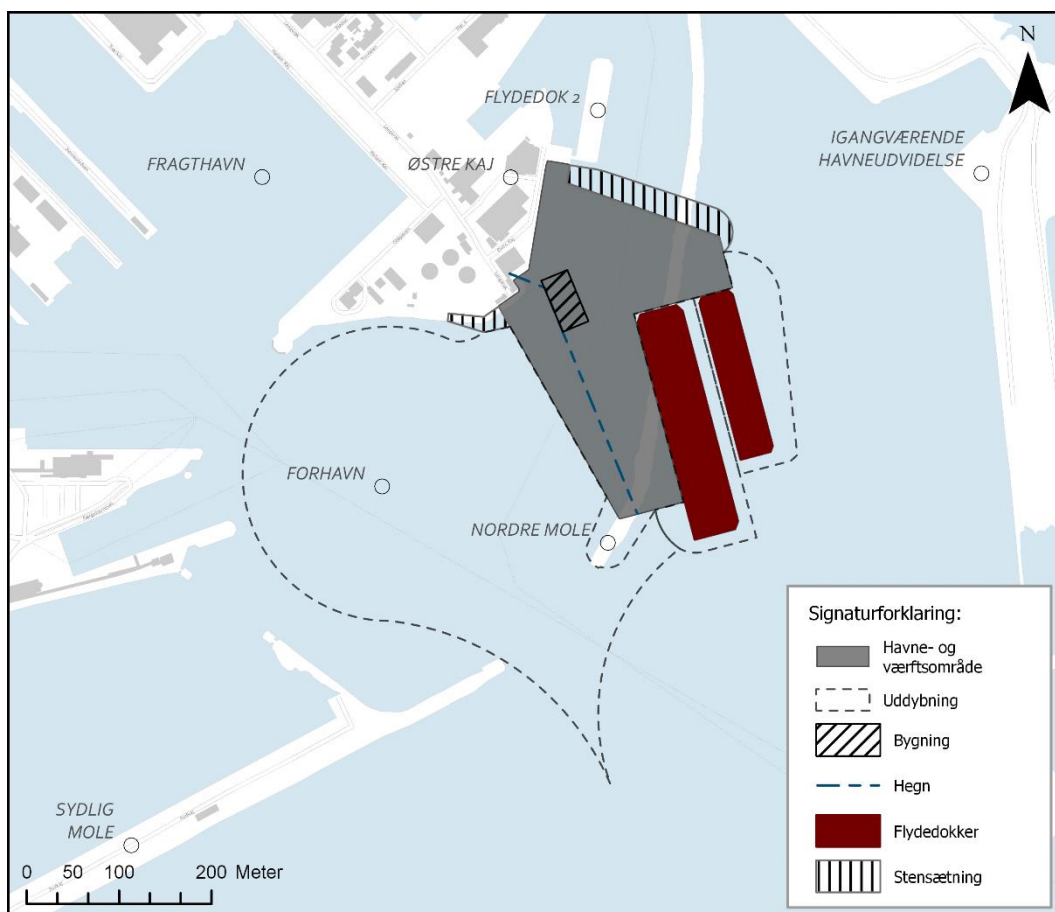 N
FLYDEDOK 2
IGANGVÆRENDE
HAVNEUDVIDELSE
FRAGTHAVN
ØSTRE KAJ
FORHAVN
NORDRE MOLE
SYDLIG
MOLE
0 50 100 200 Meter
Signaturforklaring:
Havne- og
værftsområde
Uddybning
Bygning
Hegn
Flydedokker
Stensætning